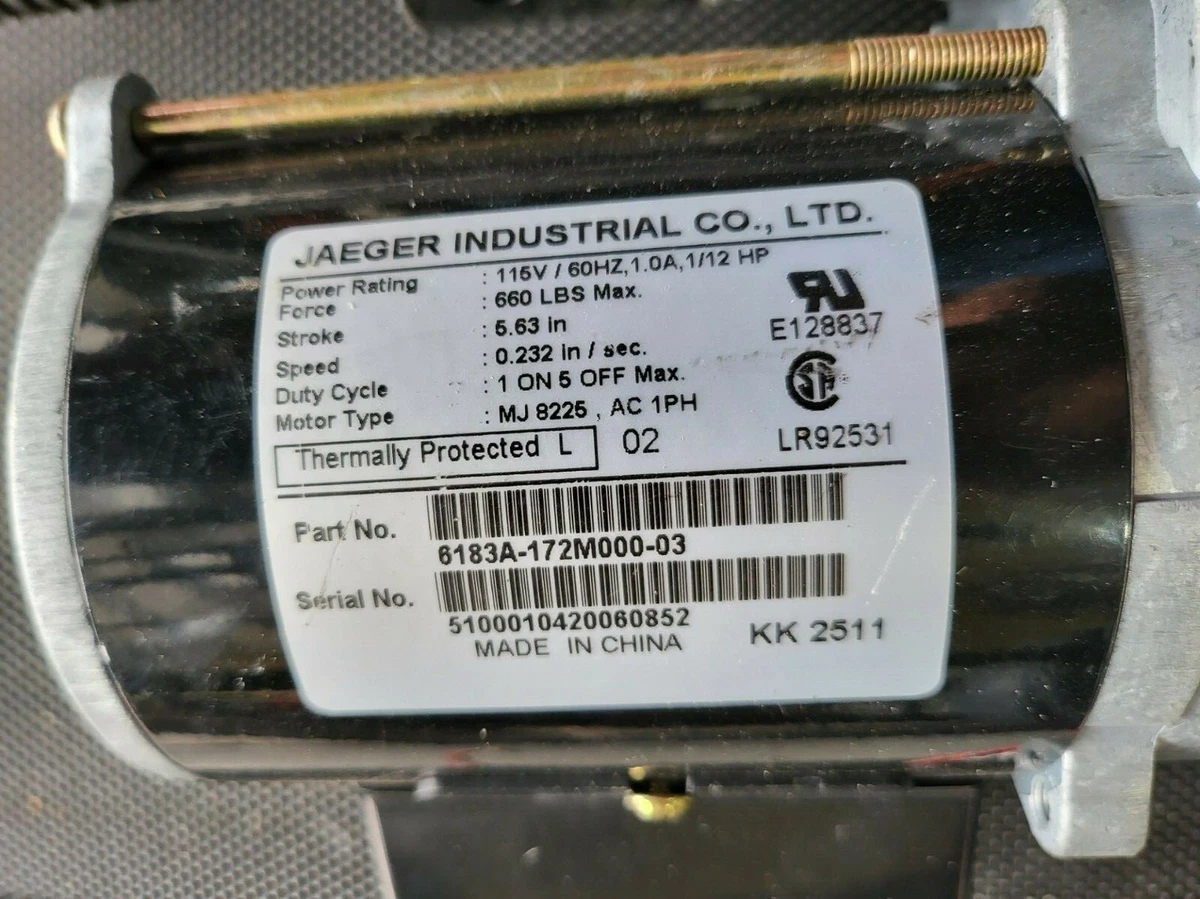 JAEGER INDUSTRIAL CO., LTD.
Power Rating : 115V / 60HZ,1.0A,1/12 HP
Force : 660 LBS Max.
Stroke : 5.63 in
Speed : 0.232 in / sec.
Duty Cycle : 1 ON 5 OFF Max.
Motor Type : MJ 8225 , AC 1PH
Thermally Protected L 02
RU
E128837
SA
LR92531
Part No.
6183A-172M000-03
Serial No.
5100010420060852
MADE IN CHINA
KK 2511